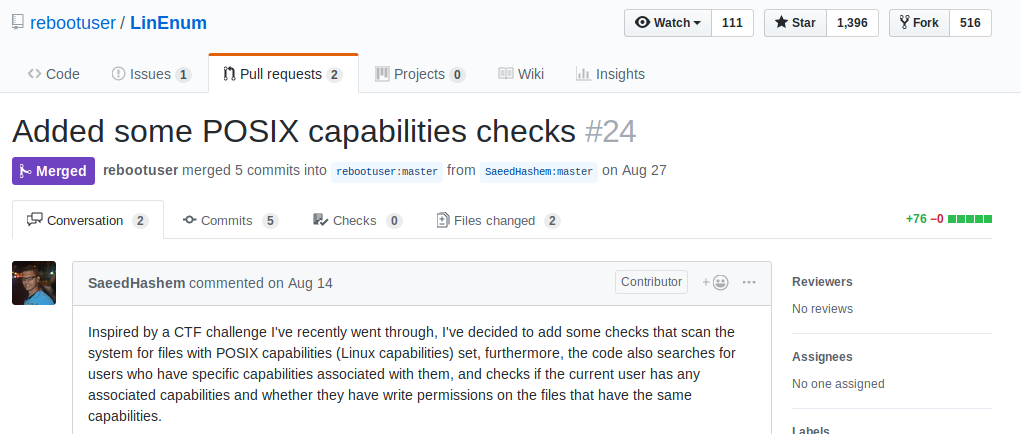 rebootuser / LinEnum
Watch 111 Star 1,396 Fork 516
Code Issues 1 Pull requests 2 Projects 0 Wiki Insights
Added some POSIX capabilities checks #24
Merged rebootuser merged 5 commits into rebootuser:master from SaeedHashem:master on Aug 27
Conversation 2 Commits 5 Checks 0 Files changed 2 +76 −0
SaeedHashem commented on Aug 14 Contributor
Inspired by a CTF challenge I've recently went through, I've decided to add some checks that scan the
system for files with POSIX capabilities (Linux capabilities) set, furthermore, the code also searches for
users who have specific capabilities associated with them, and checks if the current user has any
associated capabilities and whether they have write permissions on the files that have the same
capabilities.
Reviewers
No reviews
Assignees
No one assigned
Labels